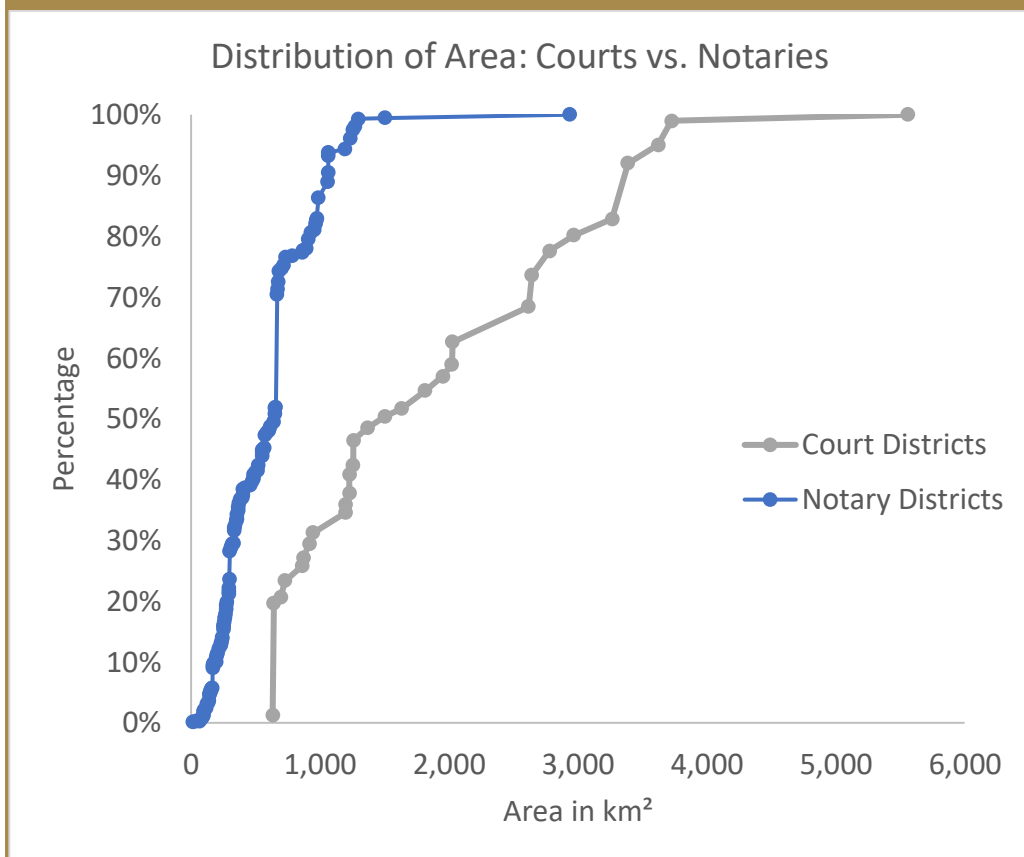 Distribution of Area: Courts vs. Notaries
100%
90%
80%
70%
60%
50%
40%
30%
20%
10%
0%
Percentage
Court Districts
Notary Districts
0 1,000 2,000 3,000 4,000 5,000 6,000
Area in km²